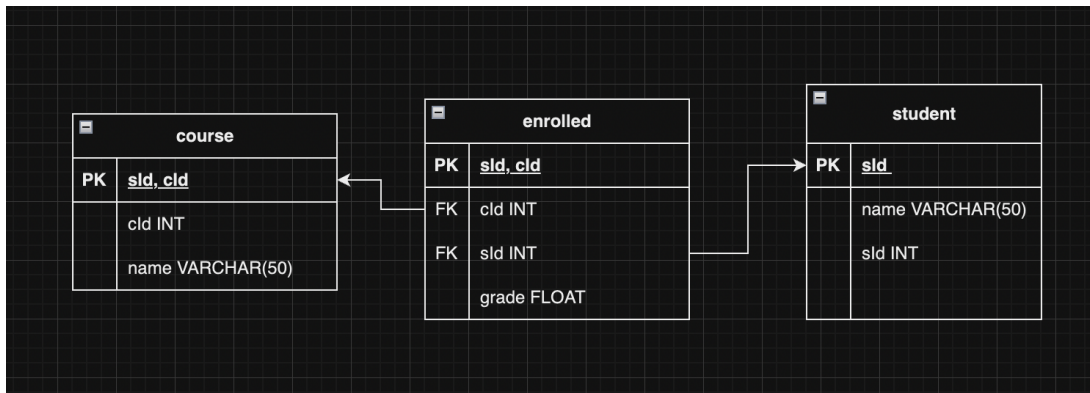 course
PK sId, cId
cId INT
name VARCHAR(50)
enrolled
PK sId, cId
FK cId INT
FK sId INT
grade FLOAT
student
PK sId
name VARCHAR(50)
sId INT